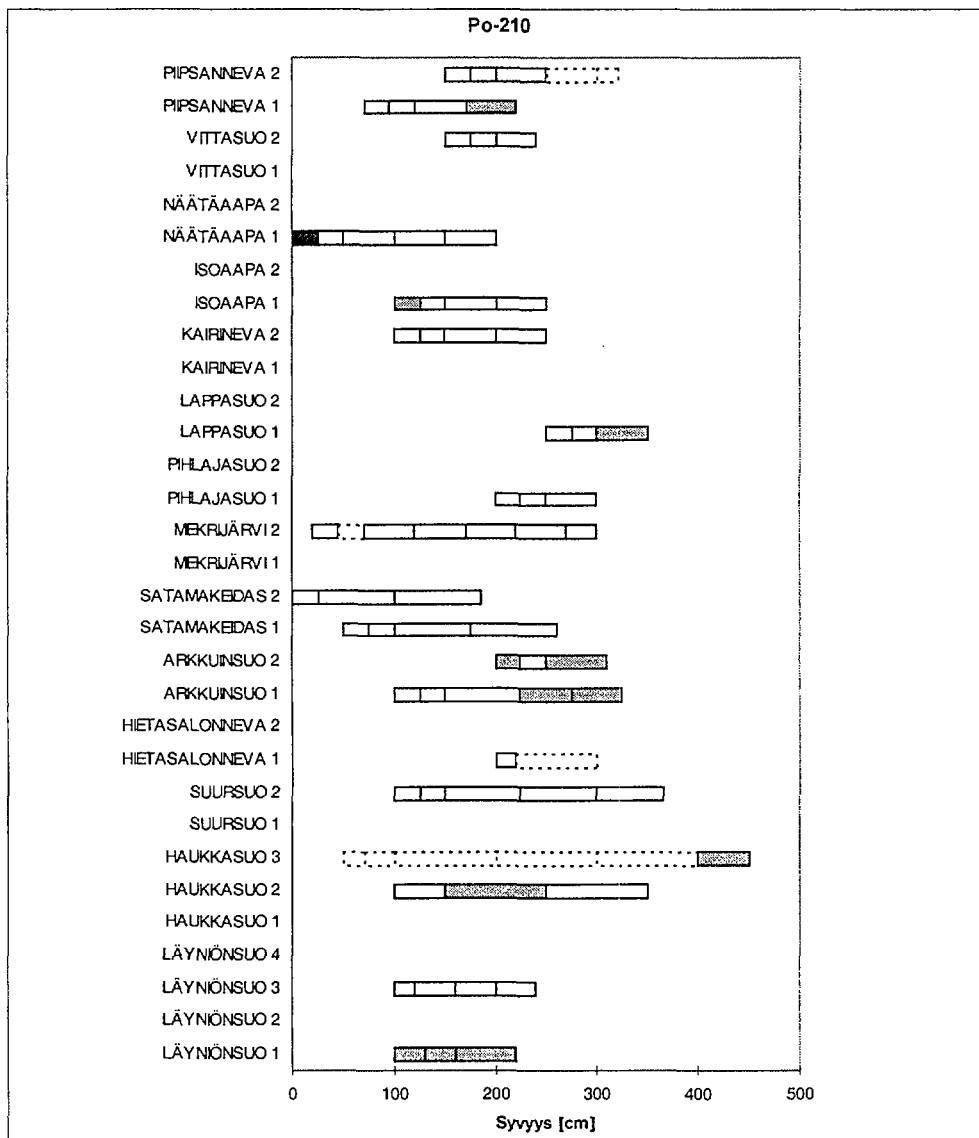 Po-210
PIIPSANNEVA 2
PIIPSANNEVA 1
VITTASUO 2
VITTASUO 1
NÄÄTÄAAPA 2
NÄÄTÄAAPA 1
ISOAAPA 2
ISOAAPA 1
KAIRINEVA 2
KAIRINEVA 1
LAPPASUO 2
LAPPASUO 1
PIHLAJASUO 2
PIHLAJASUO 1
MEKRIJÄRVI 2
MEKRIJÄRVI 1
SATAMAKEIDAS 2
SATAMAKEIDAS 1
ARKKUINSUO 2
ARKKUINSUO 1
HIETASALONNEVA 2
HIETASALONNEVA 1
SUURSUO 2
SUURSUO 1
HAUKKASUO 3
HAUKKASUO 2
HAUKKASUO 1
LÄYNIÖNSUO 4
LÄYNIÖNSUO 3
LÄYNIÖNSUO 2
LÄYNIÖNSUO 1
0 100 200 300 400 500
Syvyys [cm]